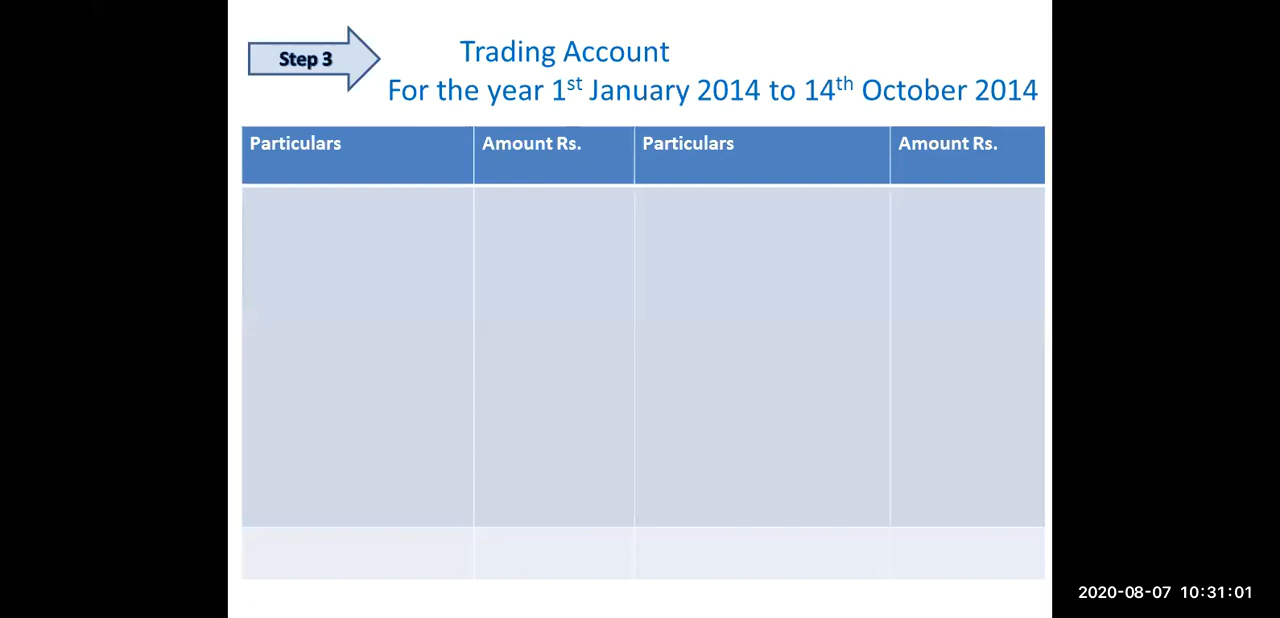 Step 3
Trading Account
For the year 1st January 2014 to 14th October 2014
Particulars Amount Rs. Particulars Amount Rs.
2020-08-07 10:31:01